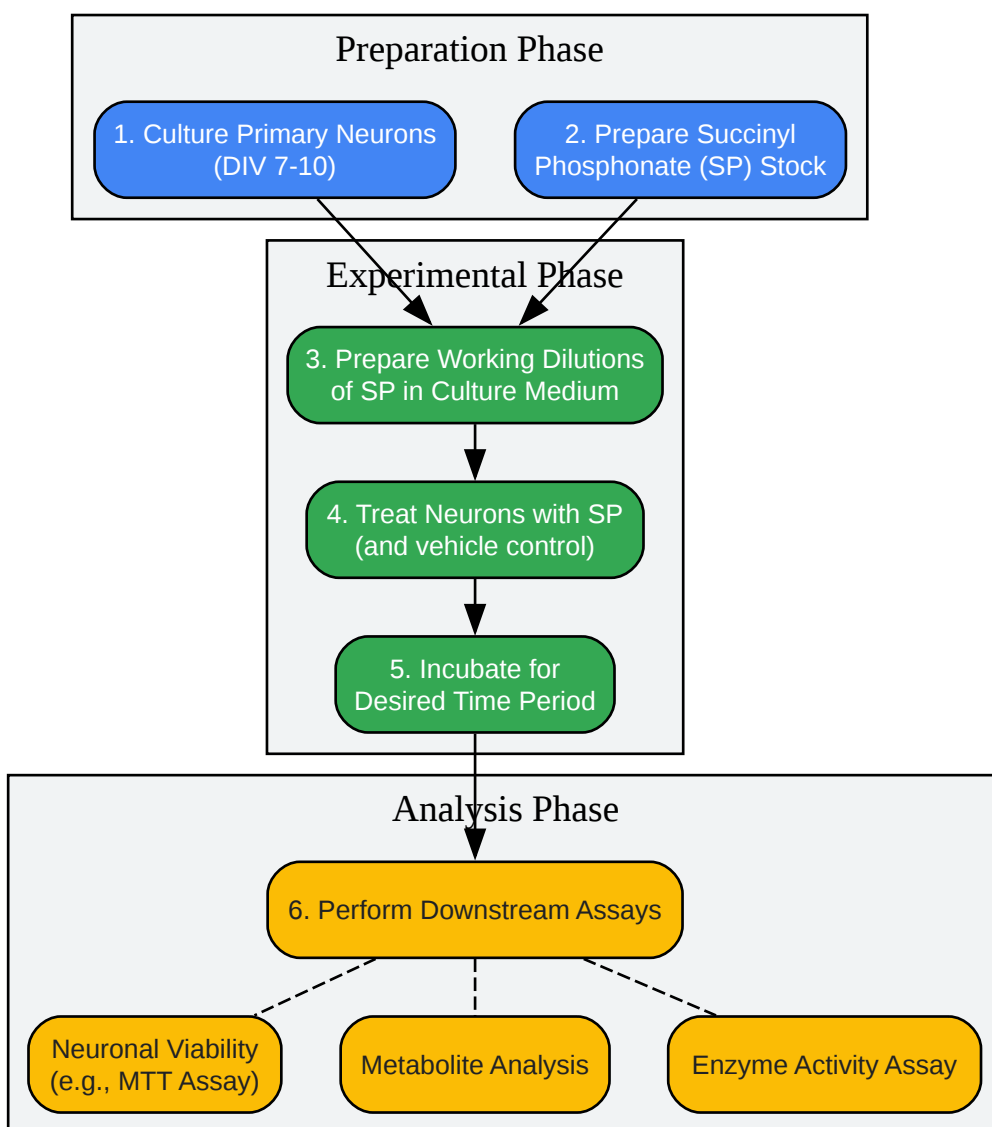 Preparation Phase
1. Culture Primary Neurons
(DIV 7-10)
2. Prepare Succinyl
Phosphonate (SP) Stock
Experimental Phase
3. Prepare Working Dilutions
of SP in Culture Medium
4. Treat Neurons with SP
(and vehicle control)
5. Incubate for
Desired Time Period
Analysis Phase
6. Perform Downstream Assays
Neuronal Viability
(e.g., MTT Assay)
Metabolite Analysis
Enzyme Activity Assay